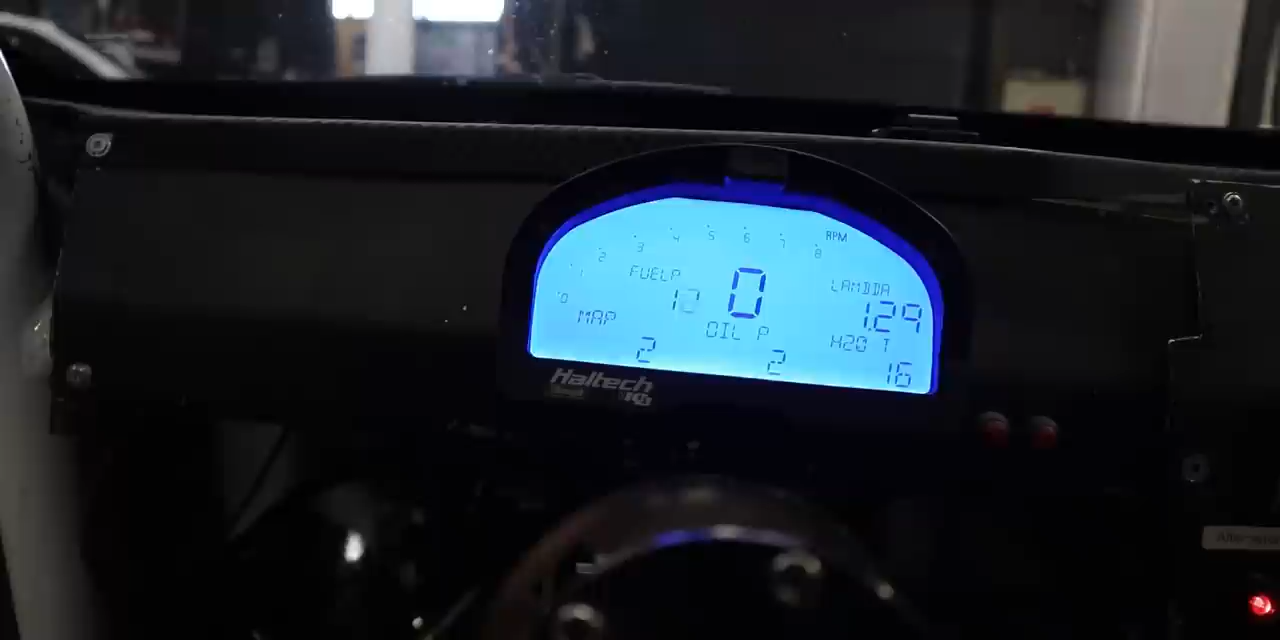 0 1 2 3 4 5 6 7 8 RPM
FUELP
0
LAMBDA
1.29
MAP
2
OIL P
2
H2O T
16
Haltech